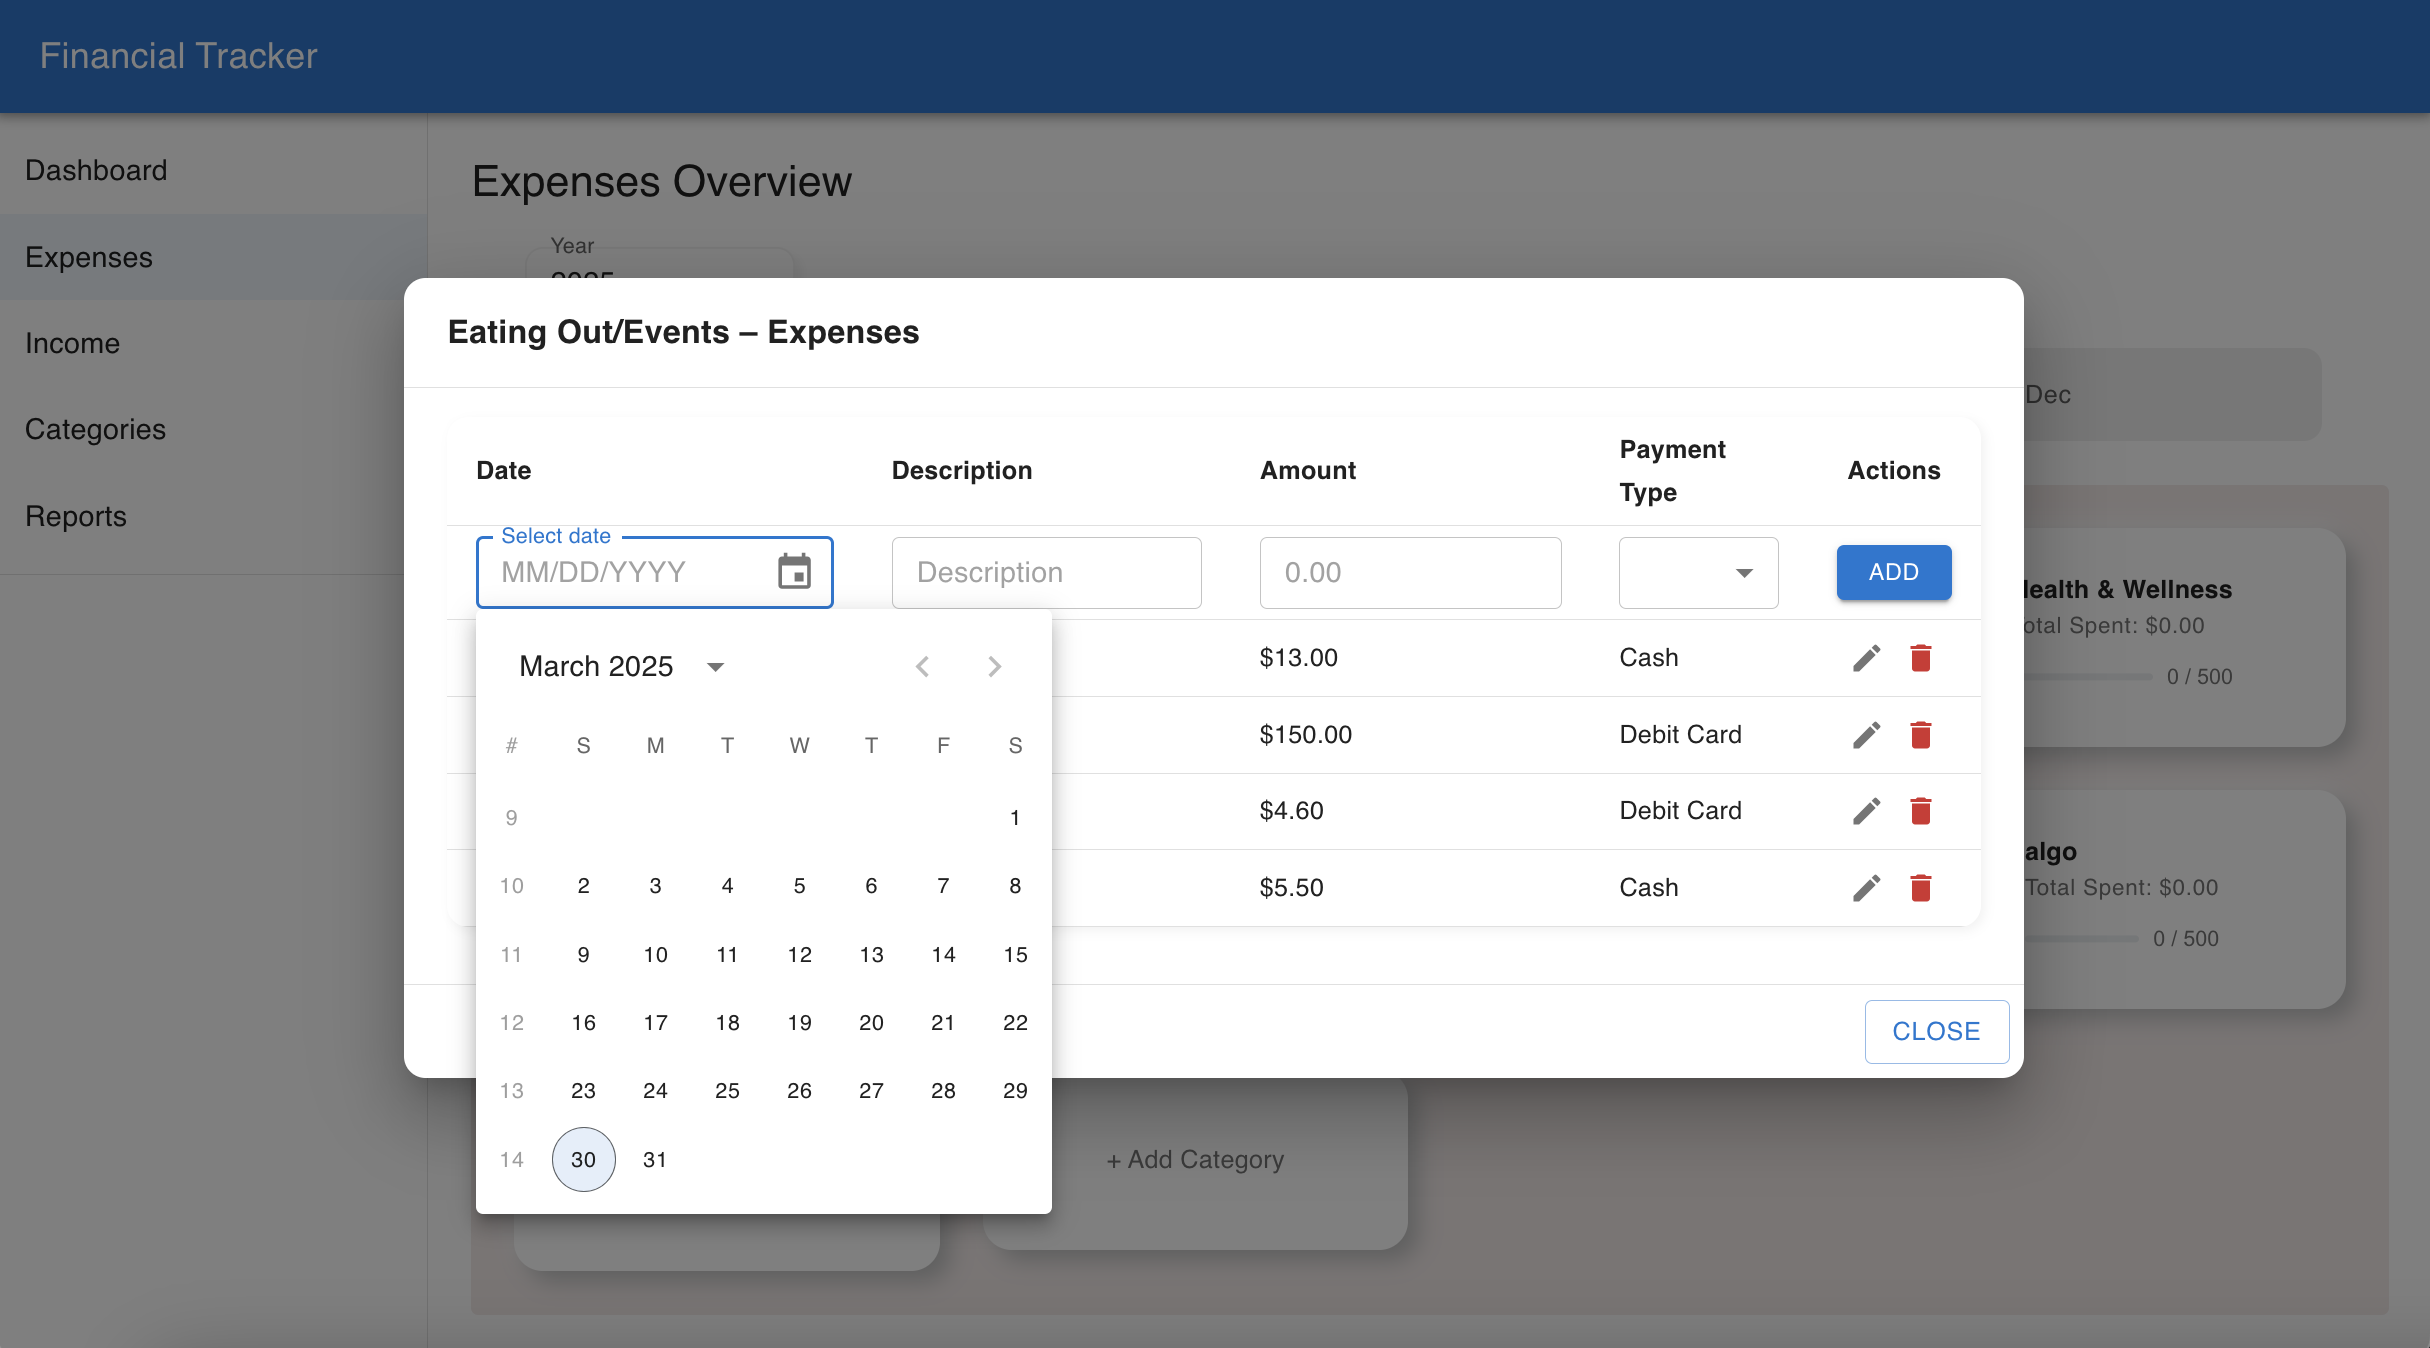 Financial Tracker
Dashboard
Expenses
Income
Categories
Reports
Expenses Overview
Year
2025
Dec
Eating Out/Events – Expenses
Date Description Amount Payment Type Actions
Select date
MM/DD/YYYY Description 0.00 ADD
$13.00 Cash
$150.00 Debit Card
$4.60 Debit Card
$5.50 Cash
March 2025
# S M T W T F S
9 1
10 2 3 4 5 6 7 8
11 9 10 11 12 13 14 15
12 16 17 18 19 20 21 22
13 23 24 25 26 27 28 29
14 30 31
CLOSE
ealth & Wellness
otal Spent: $0.00
0 / 500
algo
Total Spent: $0.00
0 / 500
+ Add Category